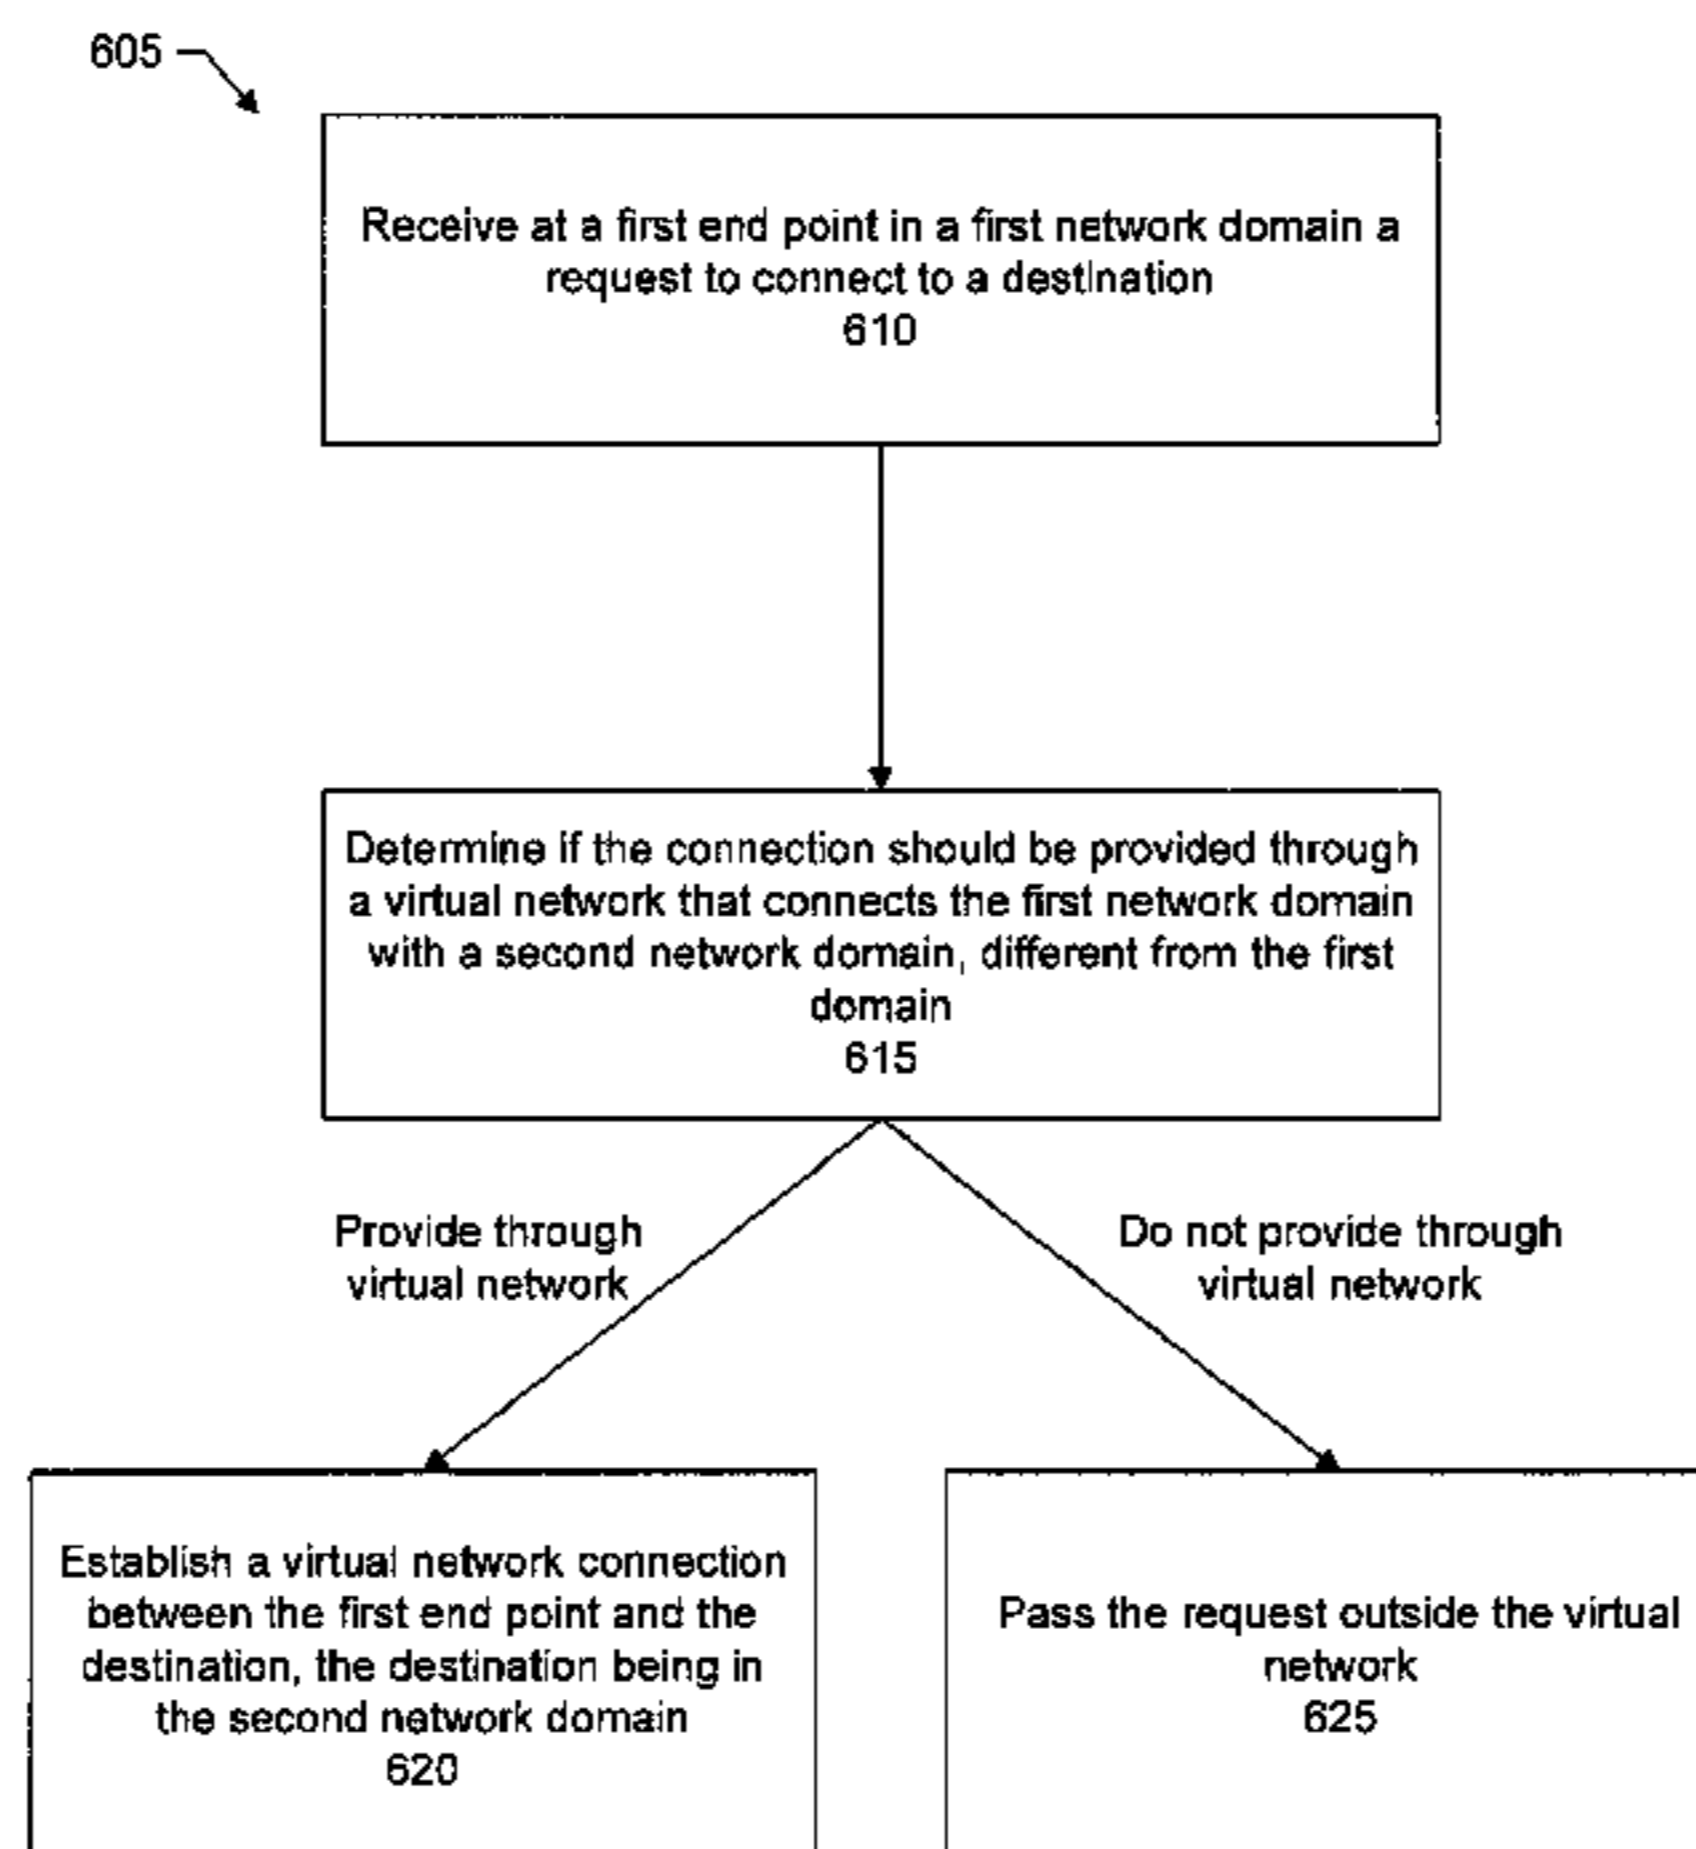 605
Receive at a first end point in a first network domain a
request to connect to a destination
610
Determine if the connection should be provided through
a virtual network that connects the first network domain
with a second network domain, different from the first
domain
615
Provide through
virtual network
Do not provide through
virtual network
Establish a virtual network connection
between the first end point and the
destination, the destination being in
the second network domain
620
Pass the request outside the virtual
network
625